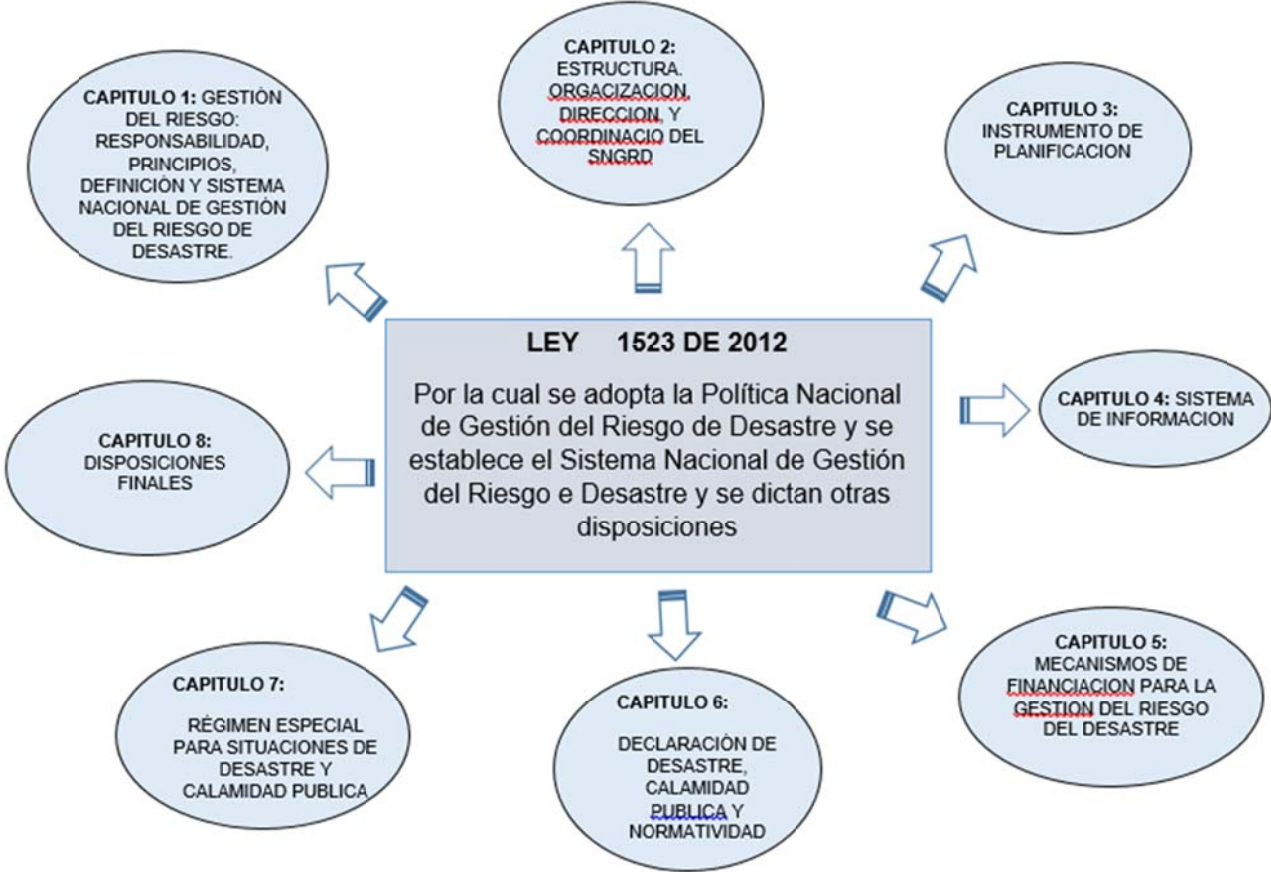 CAPITULO 1: GESTIÓN
DEL RIESGO:
RESPONSABILIDAD,
PRINCIPIOS,
DEFINICIÓN Y SISTEMA
NACIONAL DE GESTIÓN
DEL RIESGO DE
DESASTRE.
CAPITULO 2:
ESTRUCTURA.
ORGACIZACION,
DIRECCION, Y
COORDINACIO DEL
SNGRD
CAPITULO 3:
INSTRUMENTO DE
PLANIFICACION
LEY 1523 DE 2012
Por la cual se adopta la Política Nacional
de Gestión del Riesgo de Desastre y se
establece el Sistema Nacional de Gestión
del Riesgo e Desastre y se dictan otras
disposiciones
CAPITULO 4: SISTEMA
DE INFORMACION
CAPITULO 5:
MECANISMOS DE
FINANCIACION PARA LA
GESTION DEL RIESGO
DEL DESASTRE
CAPITULO 6:
DECLARACIÓN DE
DESASTRE,
CALAMIDAD
PUBLICA Y
NORMATIVIDAD
CAPITULO 7:
RÉGIMEN ESPECIAL
PARA SITUACIONES DE
DESASTRE Y
CALAMIDAD PUBLICA
CAPITULO 8:
DISPOSICIONES
FINALES